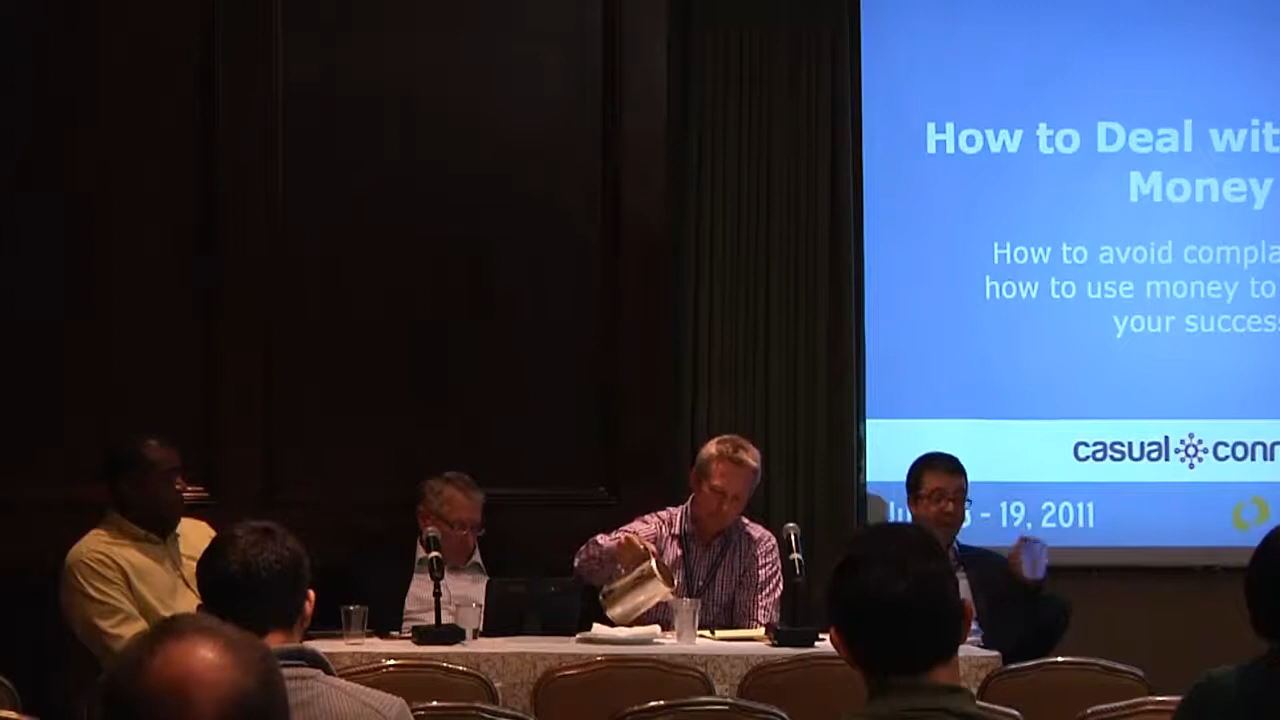 How to Deal wit
Money
How to avoid compla
how to use money to
your succes
casual conn
- 19, 2011